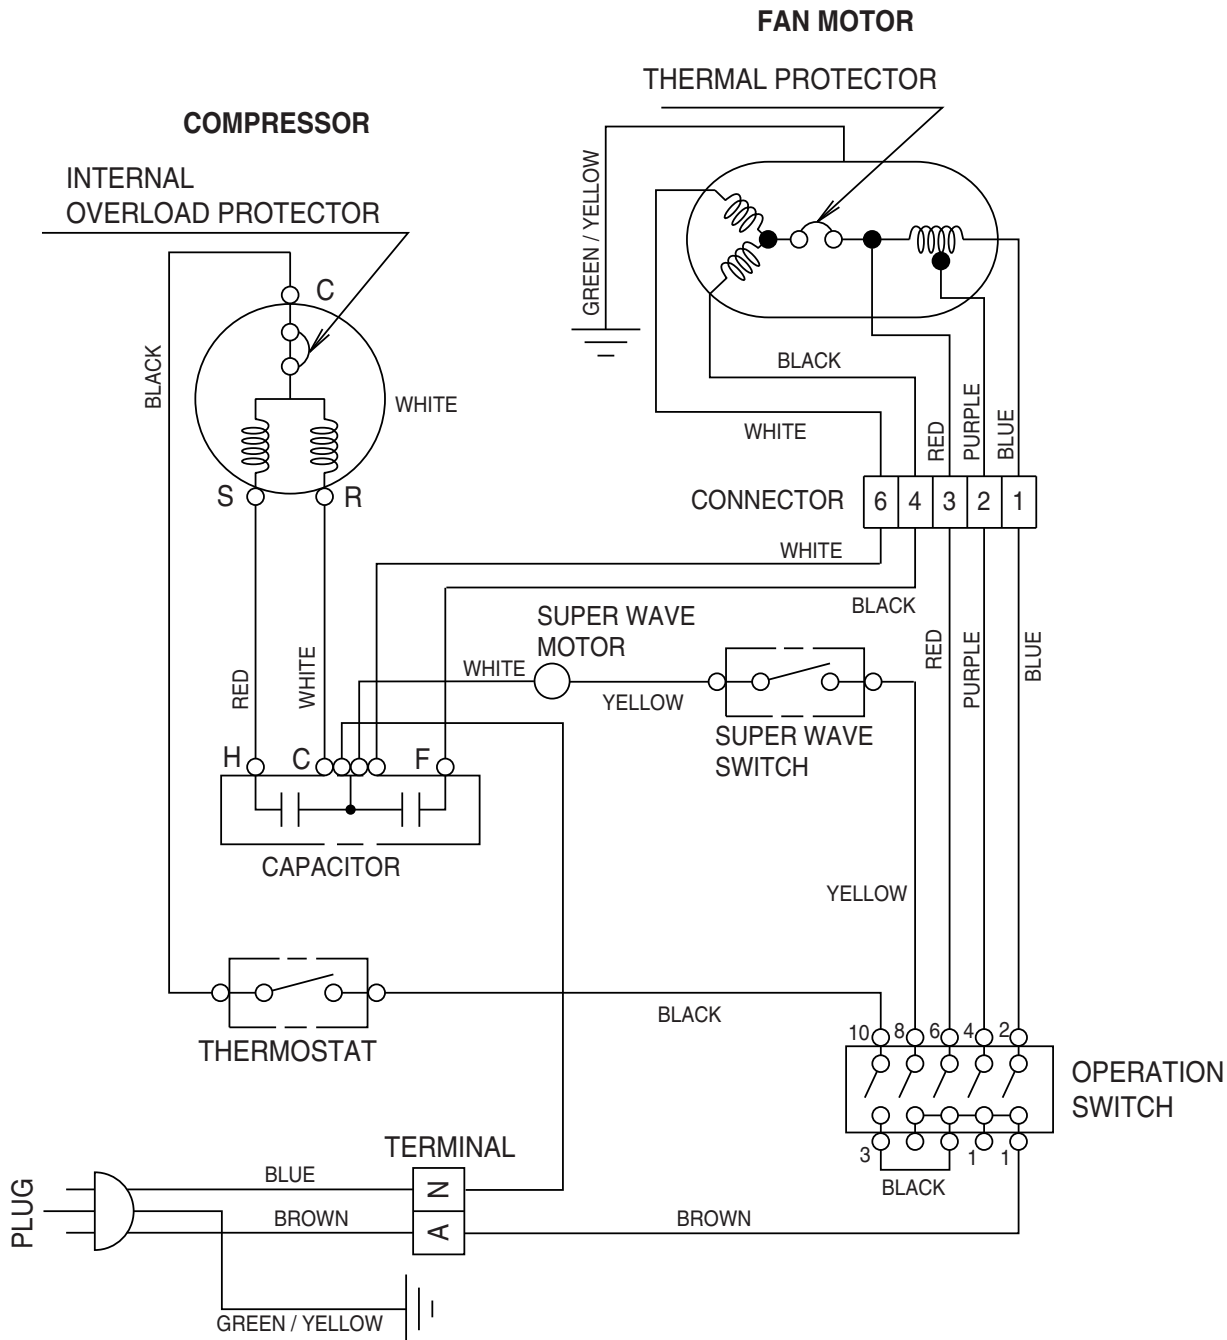 FAN MOTOR
THERMAL PROTECTOR
COMPRESSOR
INTERNAL
OVERLOAD PROTECTOR
GREEN / YELLOW
C
BLACK
WHITE
BLACK
WHITE
RED
PURPLE
BLUE
S
R
CONNECTOR
6 4 3 2 1
WHITE
BLACK
SUPER WAVE
MOTOR
WHITE
YELLOW
RED
WHITE
RED
PURPLE
BLUE
SUPER WAVE
SWITCH
H
C
F
CAPACITOR
YELLOW
BLACK
THERMOSTAT
10 8 6 4 2
OPERATION
SWITCH
3 1 1
BLACK
TERMINAL
PLUG
BLUE
N
BROWN
A
BROWN
GREEN / YELLOW